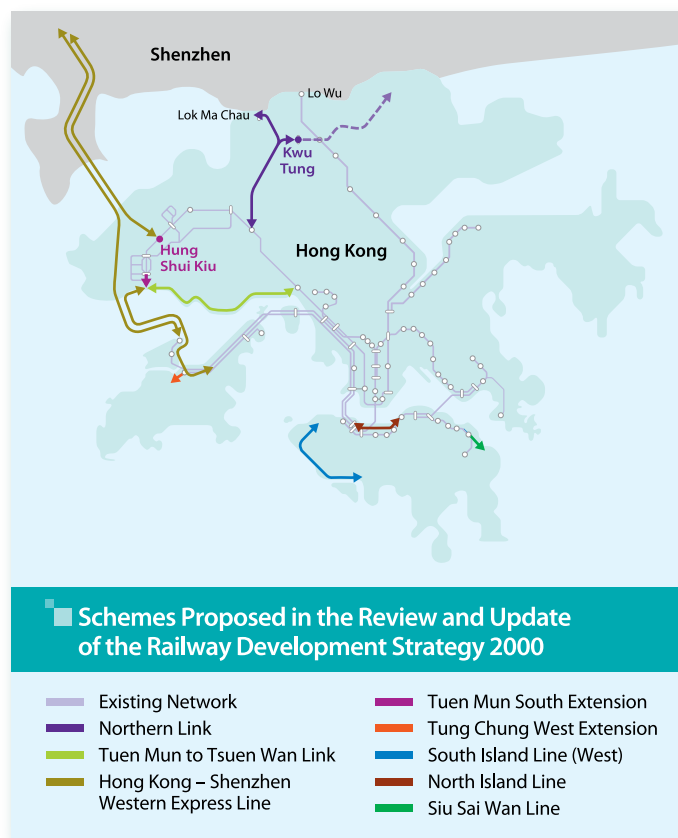 Shenzhen
Lo Wu
Lok Ma Chau
Kwu
Tung
Hung
Shui Kiu
Hong Kong
Schemes Proposed in the Review and Update
of the Railway Development Strategy 2000
Existing Network
Northern Link
Tuen Mun to Tsuen Wan Link
Hong Kong – Shenzhen
Western Express Line
Tuen Mun South Extension
Tung Chung West Extension
South Island Line (West)
North Island Line
Siu Sai Wan Line